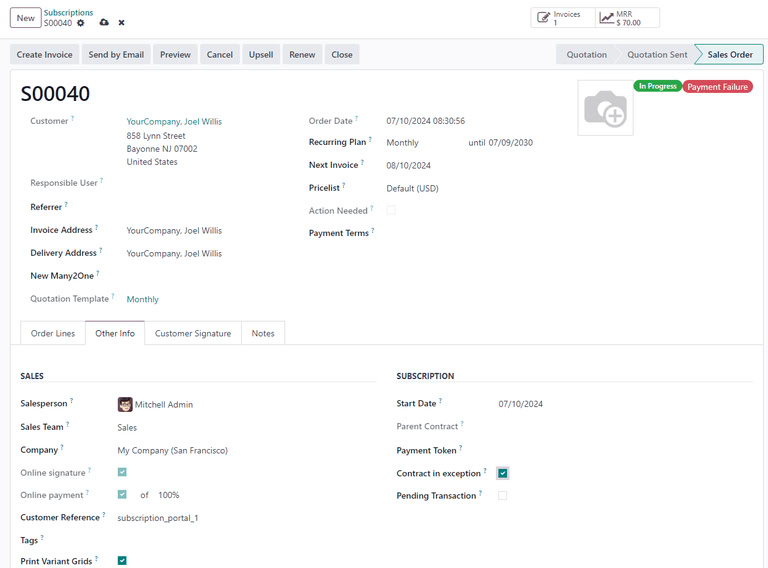 New
Subscriptions
S00040
Invoices
1
MRR
$ 70.00
Create Invoice
Send by Email
Preview
Cancel
Upsell
Renew
Close
Quotation
Quotation Sent
Sales Order
S00040
In Progress
Payment Failure
Customer ?
YourCompany, Joel Willis
858 Lynn Street
Bayonne NJ 07002
United States
Responsible User ?
Referrer ?
Invoice Address ?
YourCompany, Joel Willis
Delivery Address ?
YourCompany, Joel Willis
New Many2One ?
Quotation Template ?
Monthly
Order Date ?
07/10/2024 08:30:56
Recurring Plan ?
Monthly
until 07/09/2030
Next Invoice ?
08/10/2024
Pricelist ?
Default (USD)
Action Needed ?
Payment Terms ?
Order Lines
Other Info
Customer Signature
Notes
SALES
Salesperson ?
Mitchell Admin
Sales Team ?
Sales
Company ?
My Company (San Francisco)
Online signature ?
Online payment ?
of 100%
Customer Reference ?
subscription_portal_1
Tags ?
Print Variant Grids ?
SUBSCRIPTION
Start Date ?
07/10/2024
Parent Contract ?
Payment Token ?
Contract in exception ?
Pending Transaction ?